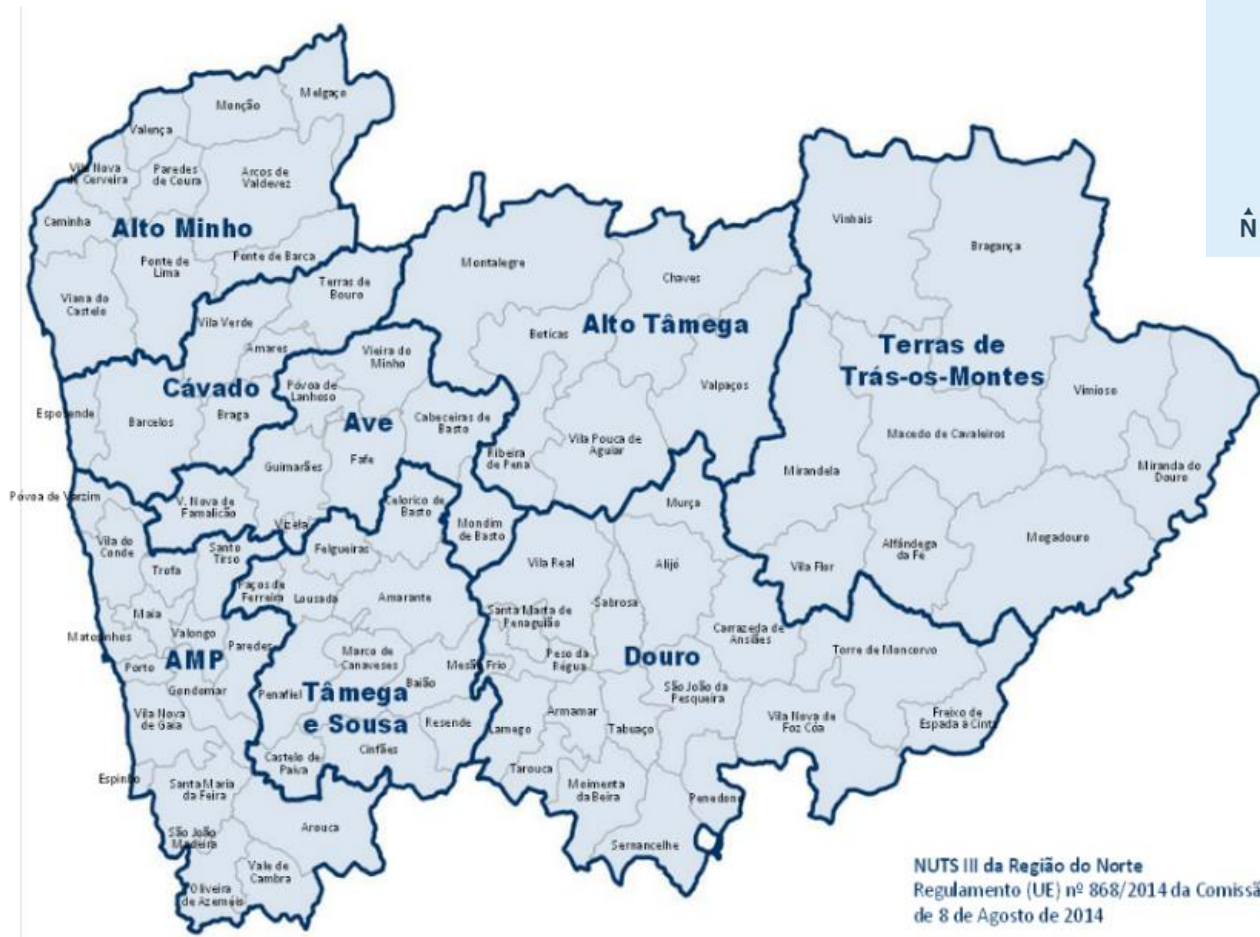 Melgaço
Monção
Valença
Vila Nova
de Cerveira
Paredes
de Coura
Arcos de
Valdevez
Caminha
Alto Minho
Ponte de
Lima
Ponte de Barca
Viana do
Castelo
Terras de
Bouro
Vila Verde
Amares
Cávado
Esposende
Barcelos
Braga
Vieira do
Minho
Póvoa de
Lanhoso
Ave
Cabeceiras de
Basto
Guimarães
Fafe
V. Nova de
Famalicão
Vizela
Mondim
de Basto
Montalegre
Chaves
Boticas
Alto Tâmega
Valpaços
Ribeira
de Pena
Vila Pouca de
Aguiar
Vinhais
Bragança
Terras de
Trás-os-Montes
Vimioso
Macedo de Cavaleiros
Mirandela
Miranda do
Douro
Alfândega
da Fé
Mogadouro
Vila Flor
Póvoa de Varzim
Vila do
Conde
Santo
Tirso
Trofa
Maia
Matosinhos
Valongo
Paredes
Porto
AMP
Gondomar
Vila Nova
de Gaia
Espinho
Santa Maria
da Feira
Arouca
São João
Madeira
Vale de
Cambra
Oliveira
de Azeméis
Celorico de
Basto
Felgueiras
Paços de
Ferreira
Lousada
Amarante
Marco de
Canaveses
Baião
Penafiel
Tâmega
e Sousa
Resende
Cinfães
Castelo de
Paiva
Murça
Vila Real
Alijó
Sabrosa
Santa Marta de
Penaguião
Carrazeda de
Ansiães
Mesão Frio
Peso da
Régua
Douro
Torre de Moncorvo
São João da
Pesqueira
Armamar
Lamego
Tabuaço
Vila Nova de
Foz Côa
Freixo de
Espada à Cint
Tarouca
Moimenta
da Beira
Penedono
Sernancelhe
N
NUTS III da Região do Norte
Regulamento (UE) nº 868/2014 da Comissã
de 8 de Agosto de 2014